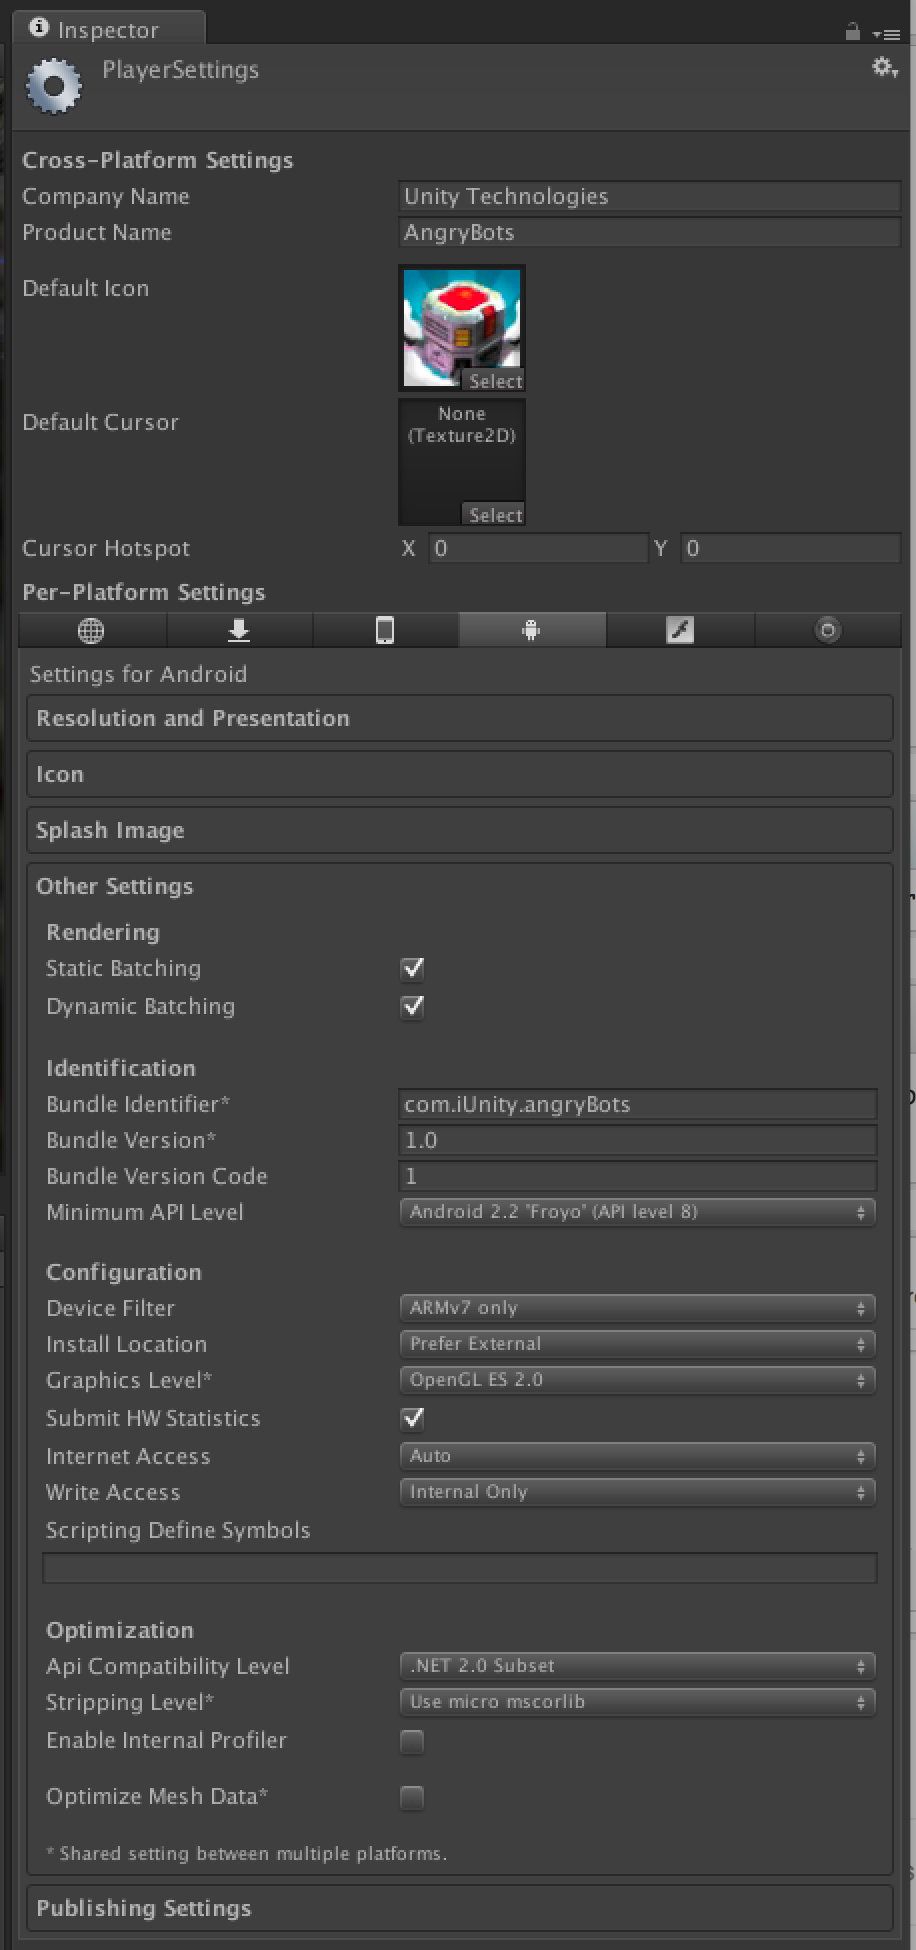 Inspector
PlayerSettings
Cross-Platform Settings
Company Name Unity Technologies
Product Name AngryBots
Default Icon
Select
Default Cursor None
(Texture2D)
Select
Cursor Hotspot X 0 Y 0
Per-Platform Settings
Settings for Android
Resolution and Presentation
Icon
Splash Image
Other Settings
Rendering
Static Batching
Dynamic Batching
Identification
Bundle Identifier* com.iUnity.angryBots
Bundle Version* 1.0
Bundle Version Code 1
Minimum API Level Android 2.2 'Froyo' (API level 8)
Configuration
Device Filter ARMv7 only
Install Location Prefer External
Graphics Level* OpenGL ES 2.0
Submit HW Statistics
Internet Access Auto
Write Access Internal Only
Scripting Define Symbols
Optimization
Api Compatibility Level .NET 2.0 Subset
Stripping Level* Use micro mscorlib
Enable Internal Profiler
Optimize Mesh Data*
* Shared setting between multiple platforms.
Publishing Settings